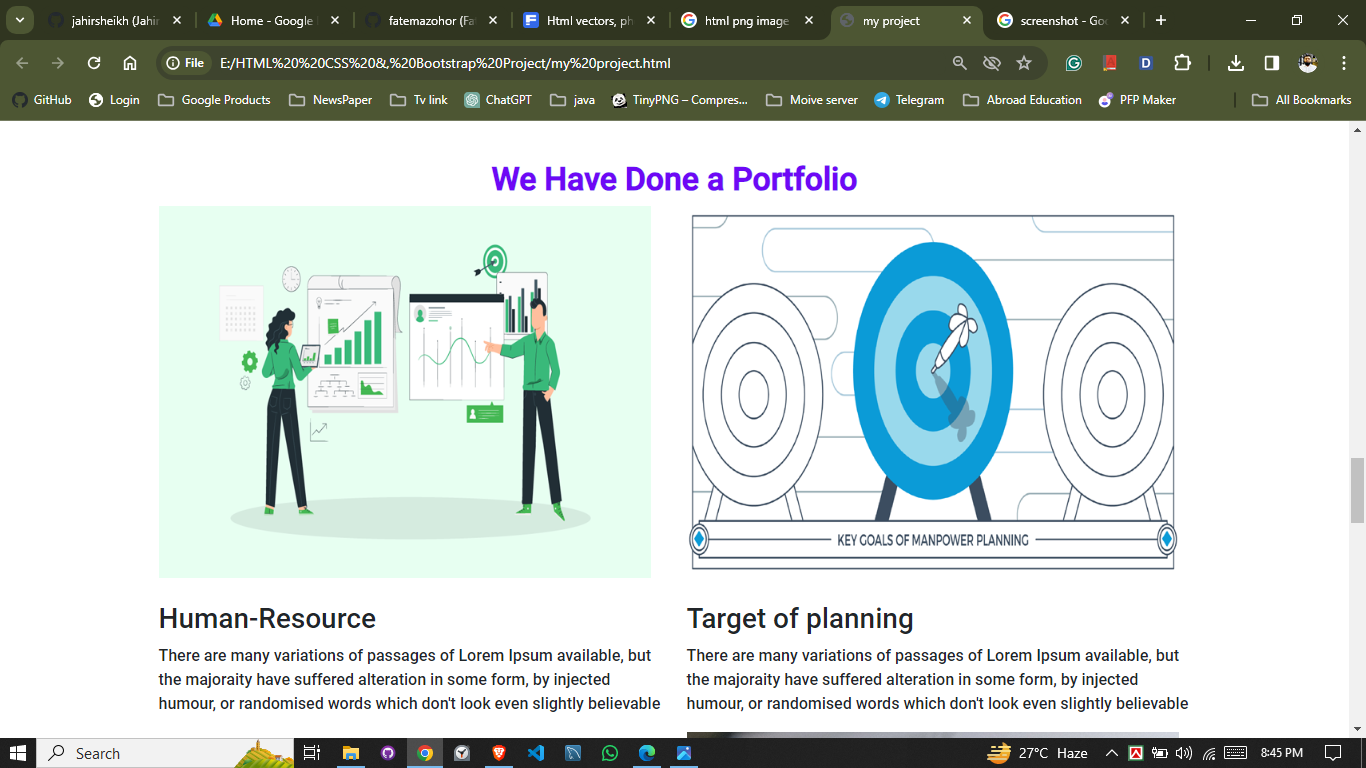 jahirsheikh (Jahir
Home - Google
fatemazohor (Fat
Html vectors, ph
html png image
my project
screenshot - Goo
File
E:/HTML%20%20CSS%20&,%20Bootstrap%20Project/my%20project.html
GitHub
Login
Google Products
NewsPaper
Tv link
ChatGPT
java
TinyPNG – Compres...
Moive server
Telegram
Abroad Education
PFP Maker
All Bookmarks
We Have Done a Portfolio
KEY GOALS OF MANPOWER PLANNING
Human-Resource
There are many variations of passages of Lorem Ipsum available, but
the majoraity have suffered alteration in some form, by injected
humour, or randomised words which don't look even slightly believable
Target of planning
There are many variations of passages of Lorem Ipsum available, but
the majoraity have suffered alteration in some form, by injected
humour, or randomised words which don't look even slightly believable
Search
27°C Haze
8:45 PM